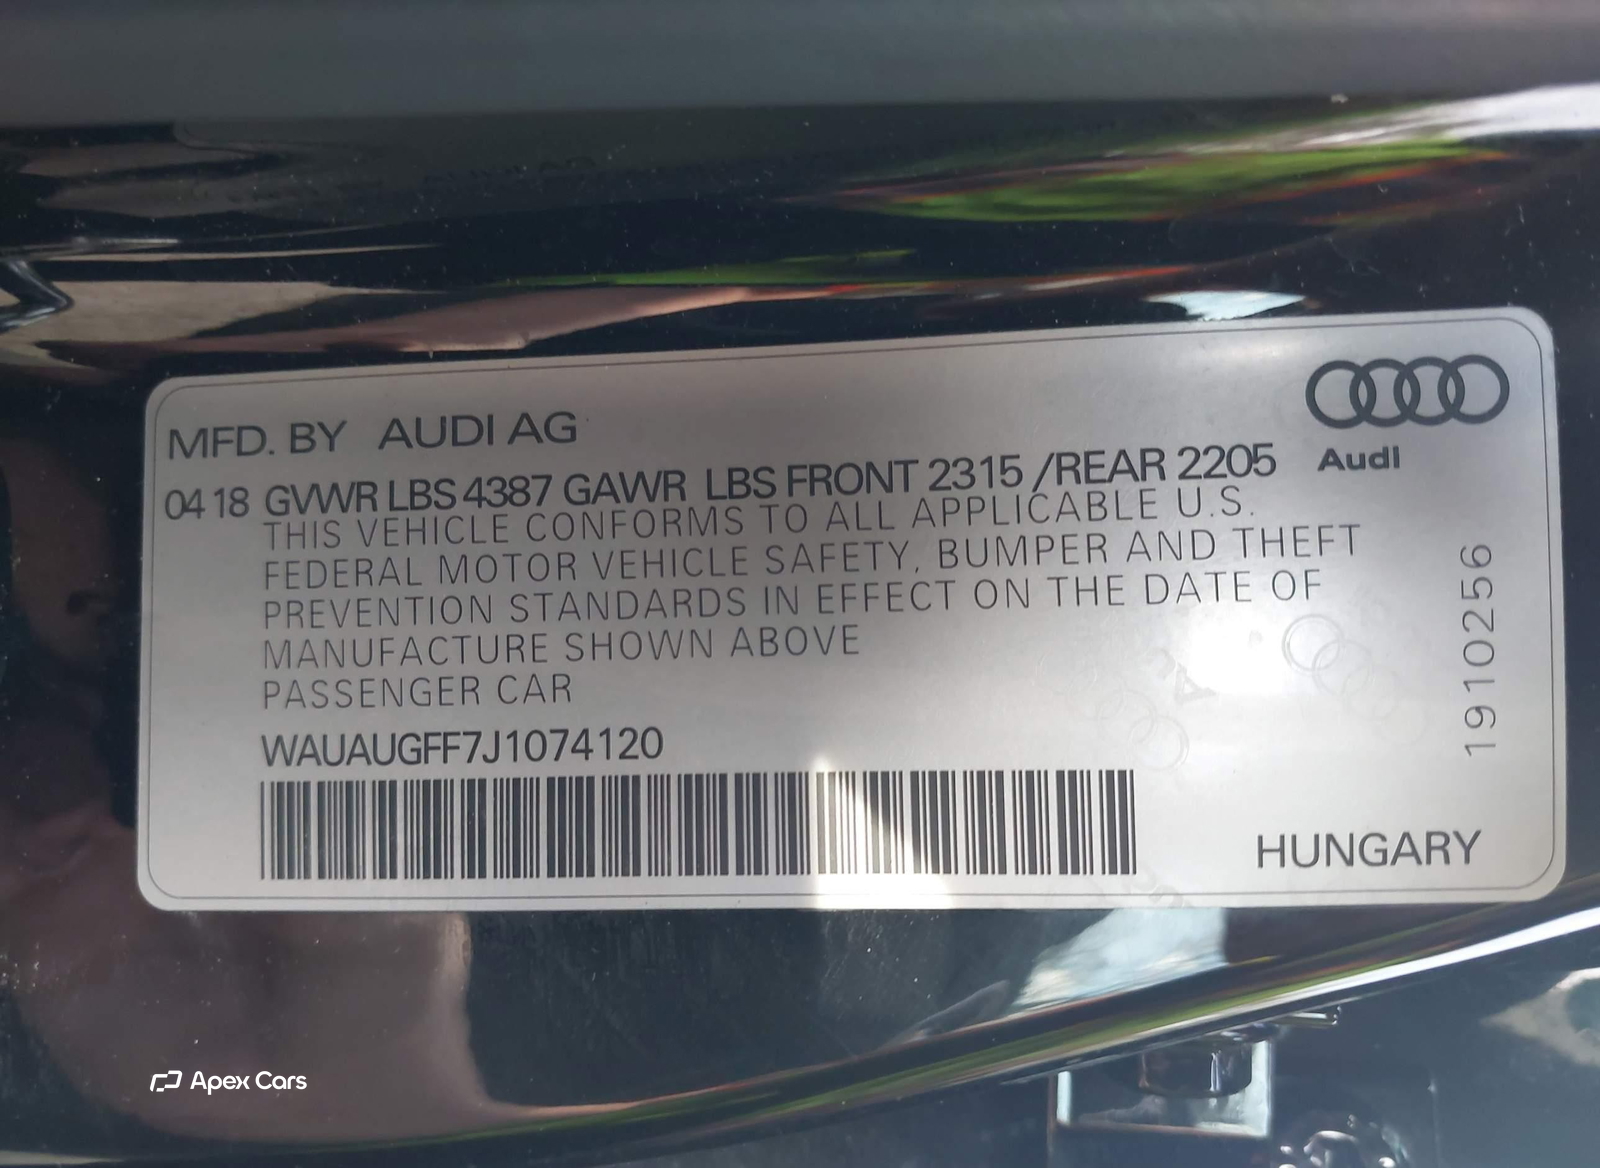 MFD. BY AUDI AG
04 18 GVWR LBS 4387 GAWR LBS FRONT 2315 /REAR 2205
Audi
THIS VEHICLE CONFORMS TO ALL APPLICABLE U.S.
FEDERAL MOTOR VEHICLE SAFETY, BUMPER AND THEFT
PREVENTION STANDARDS IN EFFECT ON THE DATE OF
MANUFACTURE SHOWN ABOVE
PASSENGER CAR
WAUAUGFF7J1074120
1910256
HUNGARY
Apex Cars